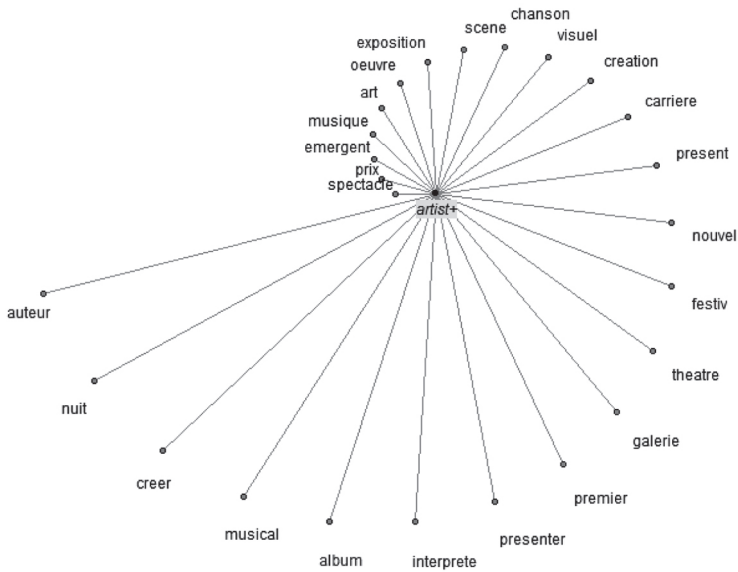 chanson
scene
visuel
exposition
creation
oeuvre
art
carriere
musique
emergent
present
prix
spectacle
artist+
nouvel
festiv
auteur
theatre
nuit
galerie
creer
premier
musical
presenter
album
interprete